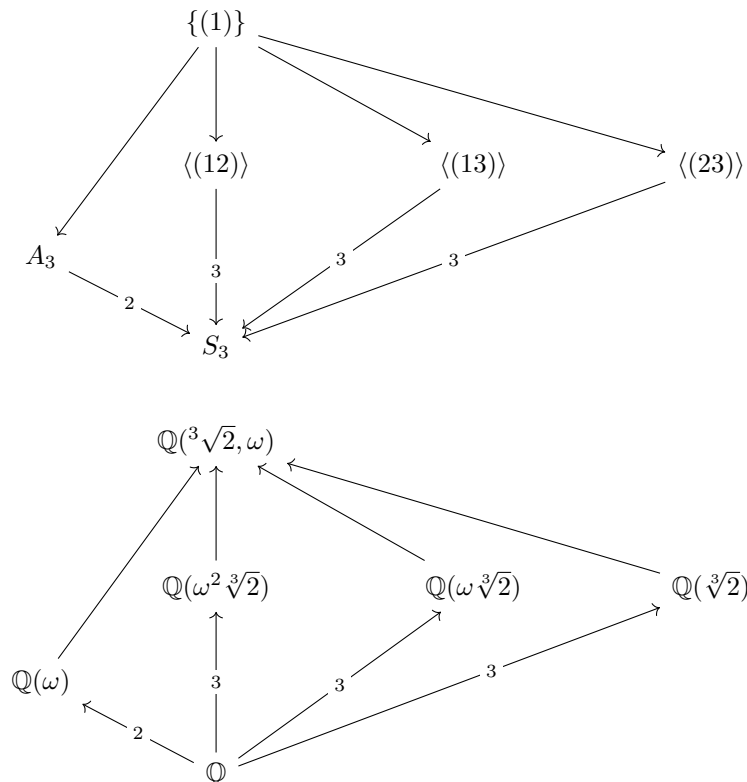 {(1)}
⟨(12)⟩ ⟨(13)⟩ ⟨(23)⟩
A₃
3 3 3
2
S₃
ℚ(³√2, ω)
ℚ(ω² ∛2) ℚ(ω ∛2) ℚ(∛2)
ℚ(ω)
3 3 3
2
𝕆